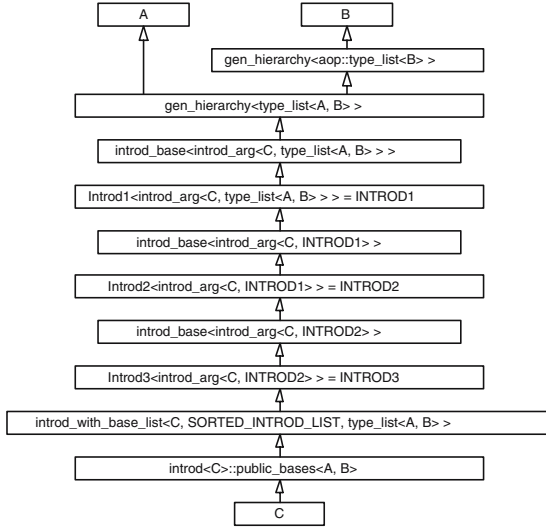 A
B
gen_hierarchy<aop::type_list<B> >
gen_hierarchy<type_list<A, B> >
introd_base<introd_arg<C, type_list<A, B> > >
Introd1<introd_arg<C, type_list<A, B> > > = INTROD1
introd_base<introd_arg<C, INTROD1> >
Introd2<introd_arg<C, INTROD1> > = INTROD2
introd_base<introd_arg<C, INTROD2> >
Introd3<introd_arg<C, INTROD2> > = INTROD3
introd_with_base_list<C, SORTED_INTROD_LIST, type_list<A, B> >
introd<C>::public_bases<A, B>
C